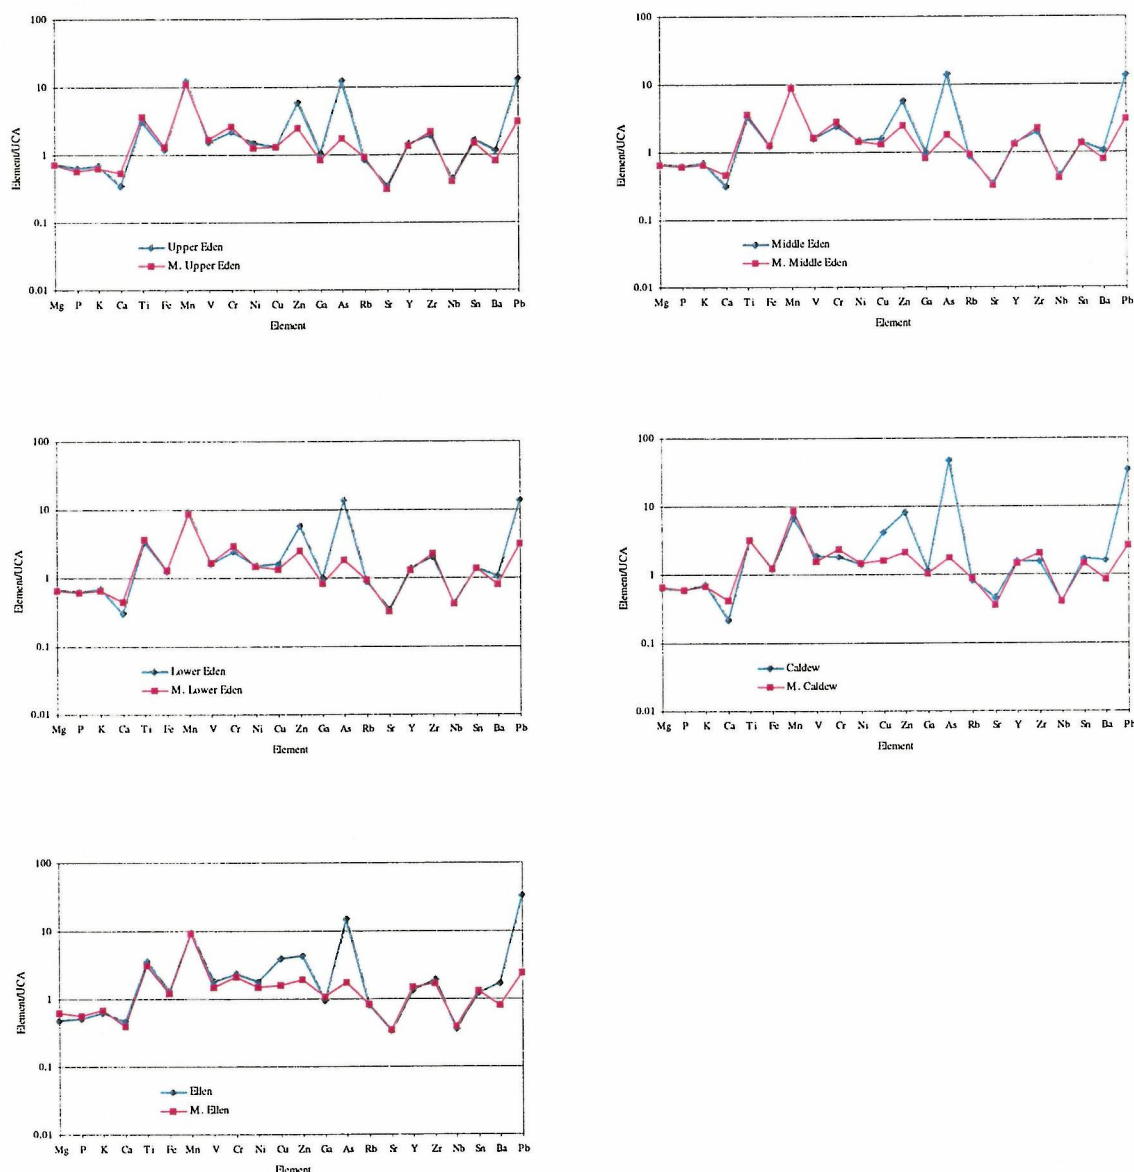 100
10
1
0.1
0.01
Element/UCA
Upper Eden
M. Upper Eden
Mg P K Ca Ti Fe Mn V Cr Ni Cu Zn Ga As Rb Sr Y Zr Nb Sn Ba Pb
Element
100
10
1
0.1
0.01
Element/UCA
Middle Eden
M. Middle Eden
Mg P K Ca Ti Fe Mn V Cr Ni Cu Zn Ga As Rb Sr Y Zr Nb Sn Ba Pb
Element
100
10
1
0.1
0.01
Element/UCA
Lower Eden
M. Lower Eden
Mg P K Ca Ti Fe Mn V Cr Ni Cu Zn Ga As Rb Sr Y Zr Nb Sn Ba Pb
Element
100
10
1
0.1
0.01
Element/UCA
Caldew
M. Caldew
Mg P K Ca Ti Fe Mn V Cr Ni Cu Zn Ga As Rb Sr Y Zr Nb Sn Ba Pb
Element
100
10
1
0.1
0.01
Element/UCA
Ellen
M. Ellen
Mg P K Ca Ti Fe Mn V Cr Ni Cu Zn Ga As Rb Sr Y Zr Nb Sn Ba Pb
Element